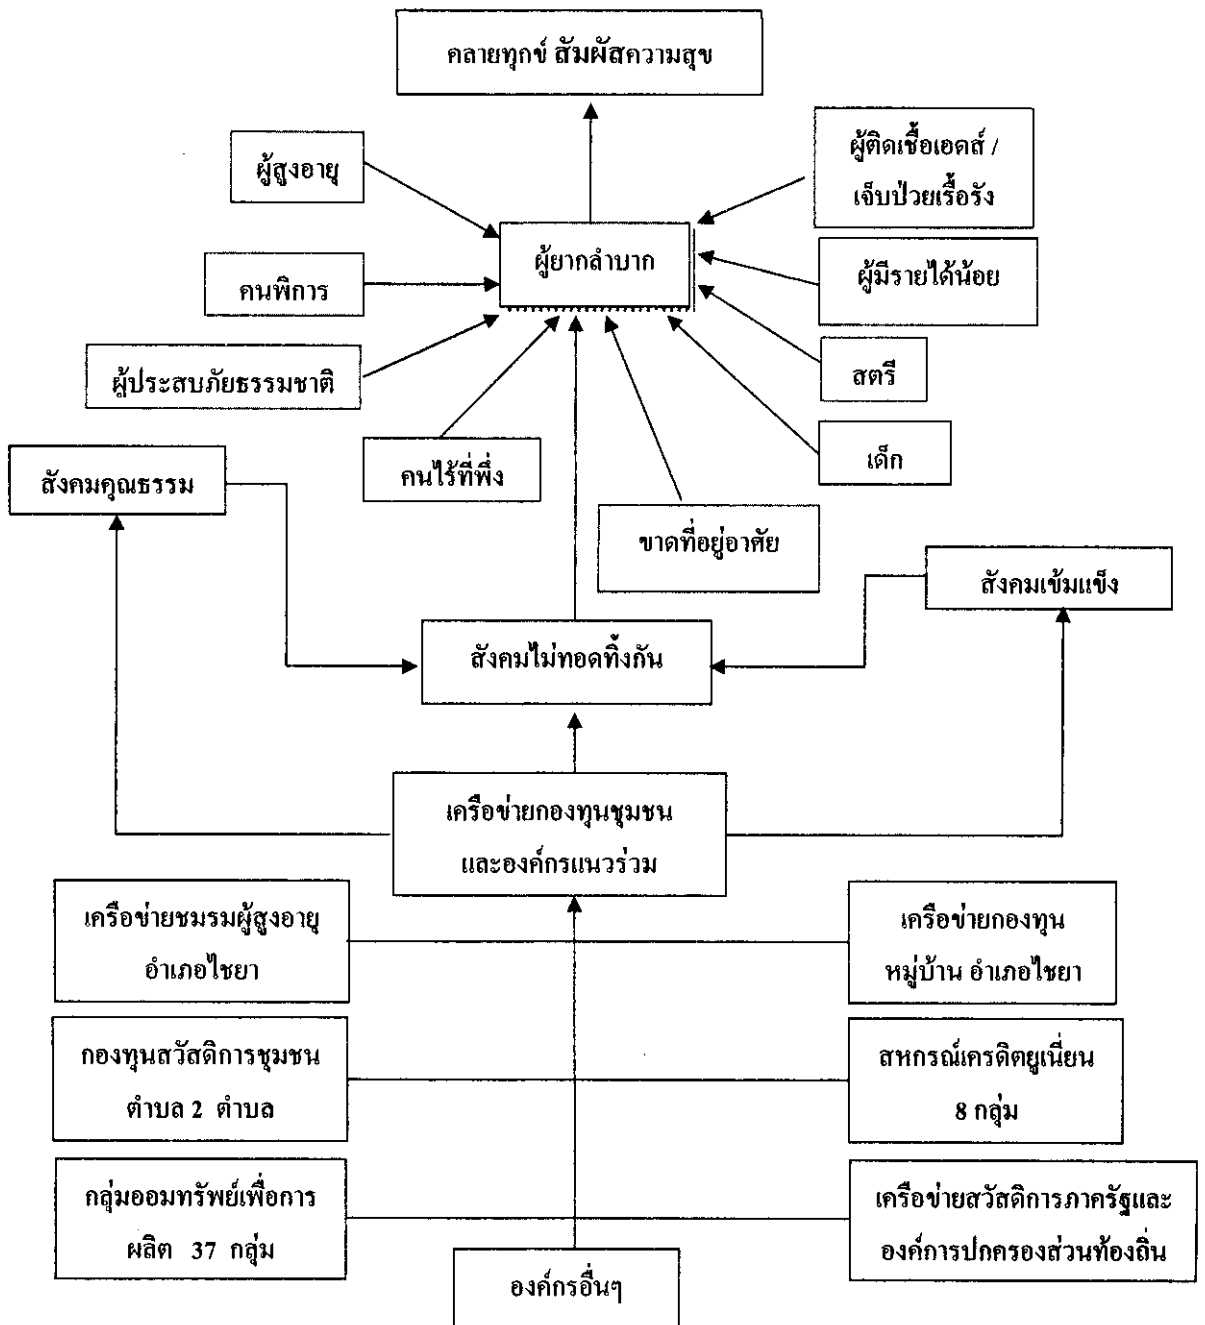 คลายทุกข์ สัมผัสความสุข
ผู้สูงอายุ
ผู้ติดเชื้อเอดส์ /
เจ็บป่วยเรื้อรัง
คนพิการ
ผู้ยากลำบาก
ผู้มีรายได้น้อย
ผู้ประสบภัยธรรมชาติ
สตรี
คนไร้ที่พึ่ง
เด็ก
สังคมคุณธรรม
ขาดที่อยู่อาศัย
สังคมเข้มแข็ง
สังคมไม่ทอดทิ้งกัน
เครือข่ายกองทุนชุมชน
และองค์กรแนวร่วม
เครือข่ายชมรมผู้สูงอายุ
อำเภอไชยา
เครือข่ายกองทุน
หมู่บ้าน อำเภอไชยา
กองทุนสวัสดิการชุมชน
ตำบล 2 ตำบล
สหกรณ์เครดิตยูเนี่ยน
8 กลุ่ม
กลุ่มออมทรัพย์เพื่อการ
ผลิต 37 กลุ่ม
เครือข่ายสวัสดิการภาครัฐและ
องค์การปกครองส่วนท้องถิ่น
องค์กรอื่นๆ